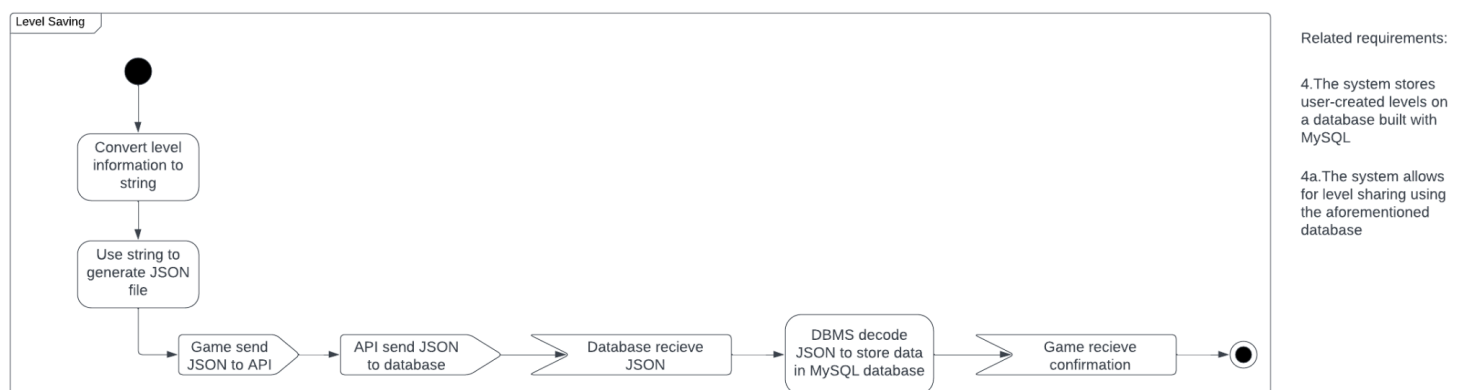 Level Saving
Convert level
information to
string
Use string to
generate JSON
file
Game send
JSON to API
API send JSON
to database
Database recieve
JSON
DBMS decode
JSON to store data
in MySQL database
Game recieve
confirmation
Related requirements:
4.The system stores
user-created levels on
a database built with
MySQL
4a.The system allows
for level sharing using
the aforementioned
database